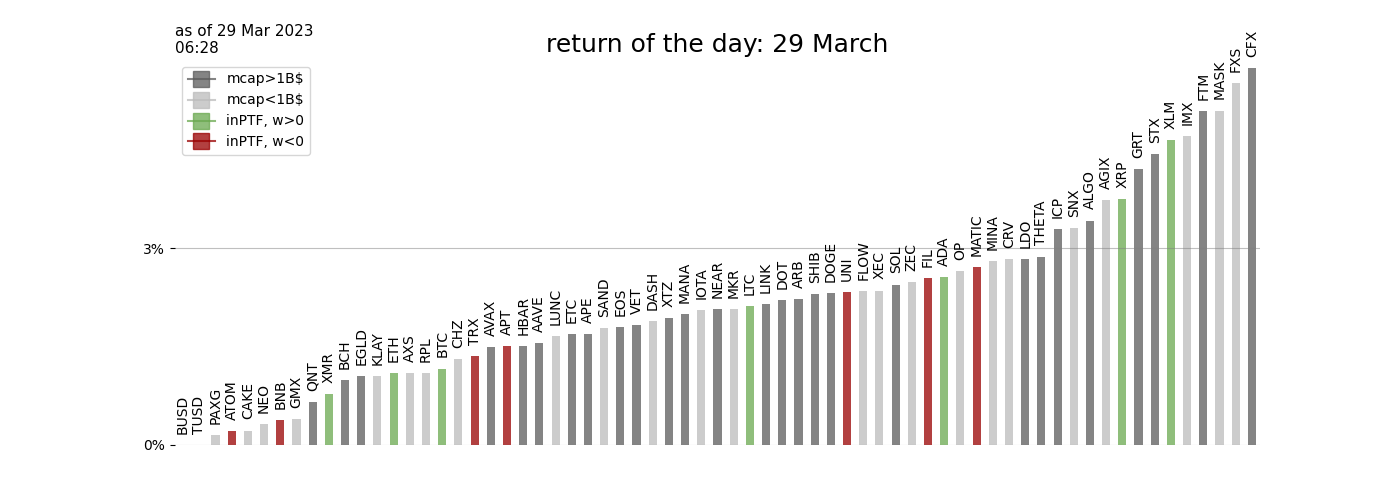 as of 29 Mar 2023
06:28
return of the day: 29 March
mcap>1B$
mcap<1B$
inPTF, w>0
inPTF, w<0
3%
0%
BUSD
TUSD
PAXG
ATOM
CAKE
NEO
BNB
GMX
QNT
XMR
BCH
EGLD
KLAY
ETH
AXS
RPL
BTC
CHZ
TRX
AVAX
APT
HBAR
AAVE
LUNC
ETC
APE
SAND
EOS
VET
DASH
XTZ
MANA
IOTA
NEAR
MKR
LTC
LINK
DOT
ARB
SHIB
DOGE
UNI
FLOW
XEC
SOL
ZEC
FIL
ADA
OP
MATIC
MINA
CRV
LDO
THETA
ICP
SNX
ALGO
AGIX
XRP
GRT
STX
XLM
IMX
FTM
MASK
FXS
CFX